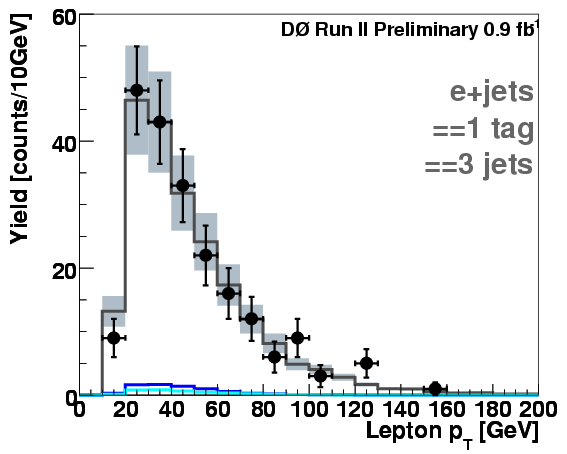 DØ Run II Preliminary 0.9 fb⁻¹
e+jets
==1 tag
==3 jets
Yield [counts/10GeV]
60
40
20
0
0 20 40 60 80 100 120 140 160 180 200
Lepton p_T [GeV]